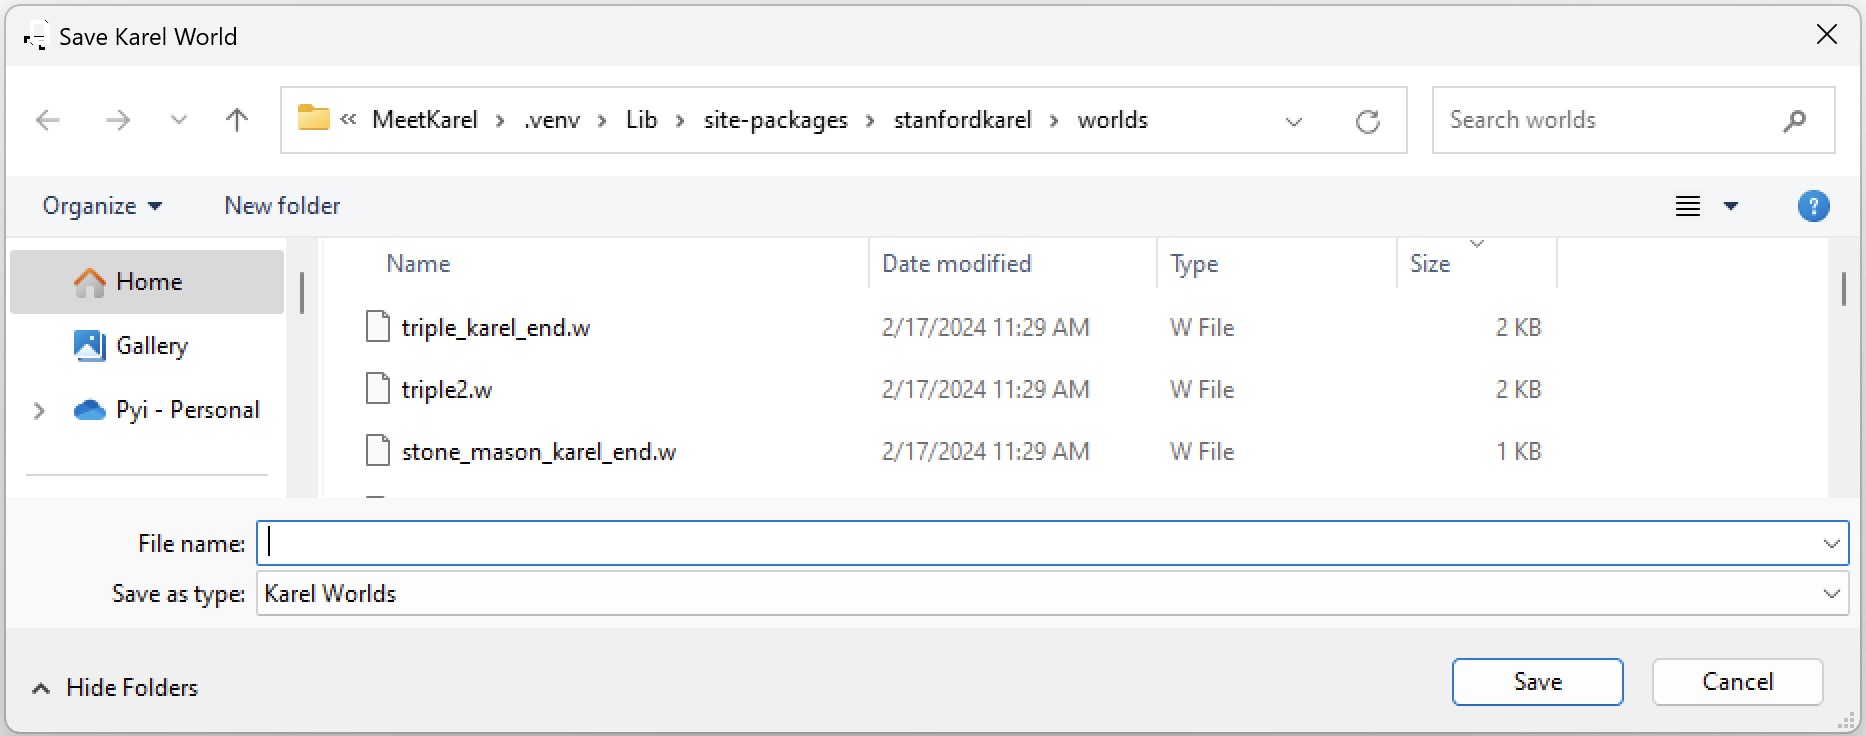 Save Karel World
« MeetKarel > .venv > Lib > site-packages > stanfordkarel > worlds
Search worlds
Organize
New folder
?
Home
Gallery
Pyi - Personal
Name Date modified Type Size
triple_karel_end.w 2/17/2024 11:29 AM W File 2 KB
triple2.w 2/17/2024 11:29 AM W File 2 KB
stone_mason_karel_end.w 2/17/2024 11:29 AM W File 1 KB
File name:
Save as type: Karel Worlds
Hide Folders
Save
Cancel